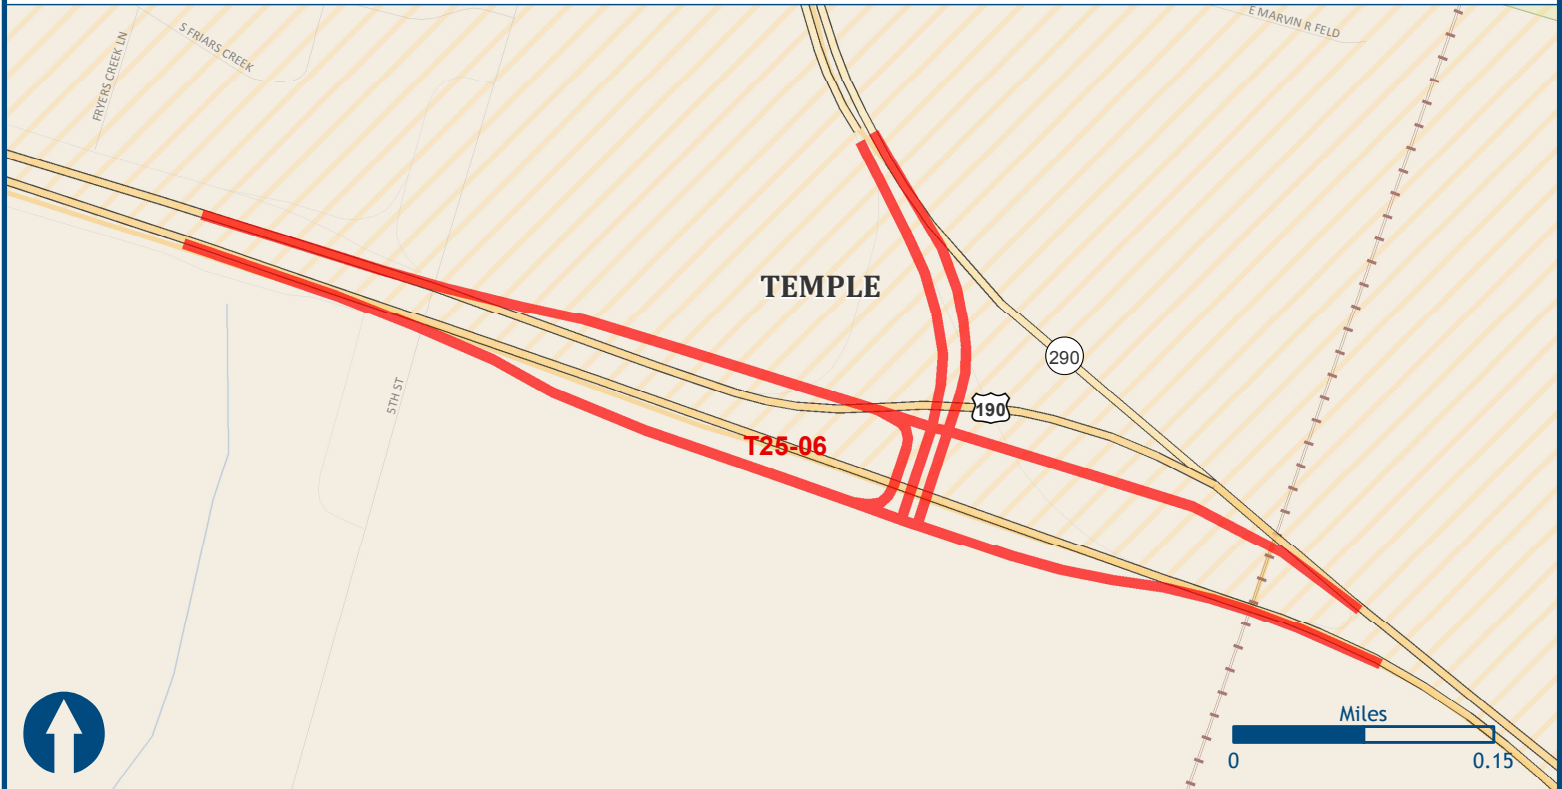 E MARVIN R FELD
S FRIARS CREEK
FRYERS CREEK LN
TEMPLE
290
190
5TH ST
T25-06
Miles
0 0.15